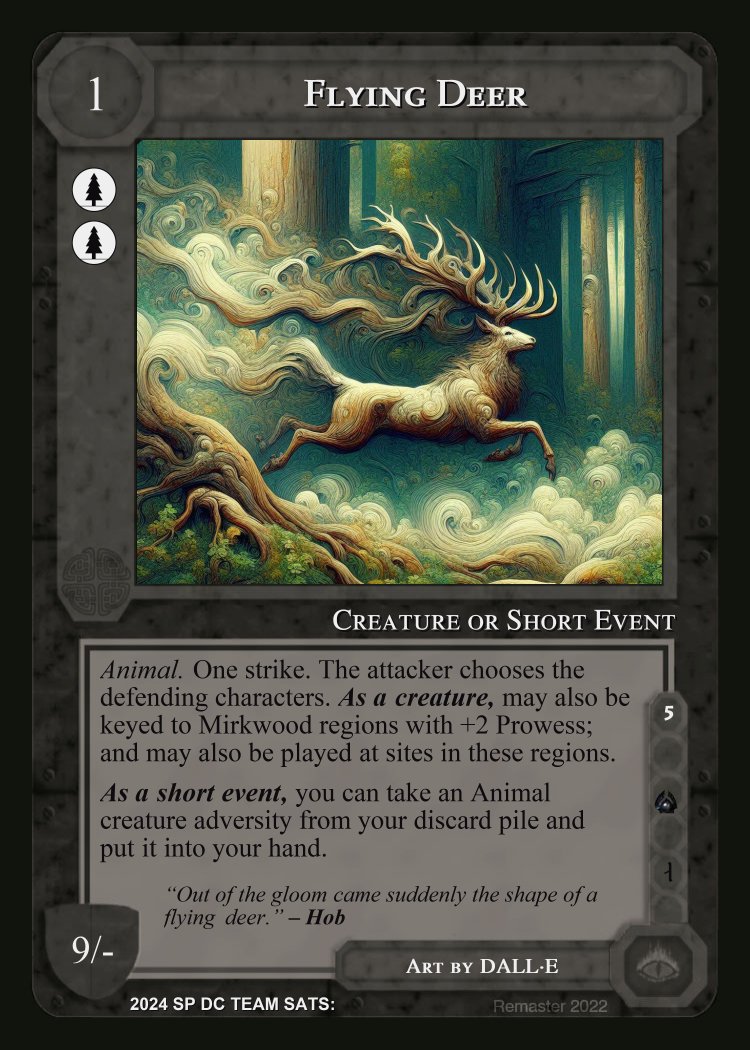 1
Flying Deer
Creature or Short Event
Animal. One strike. The attacker chooses the
defending characters. As a creature, may also be
keyed to Mirkwood regions with +2 Prowess;
and may also be played at sites in these regions.
5
As a short event, you can take an Animal
creature adversity from your discard pile and
put it into your hand.
“Out of the gloom came suddenly the shape of a
flying deer.” – Hob
9/-
Art by DALL·E
2024 SP DC TEAM SATS:
Remaster 2022